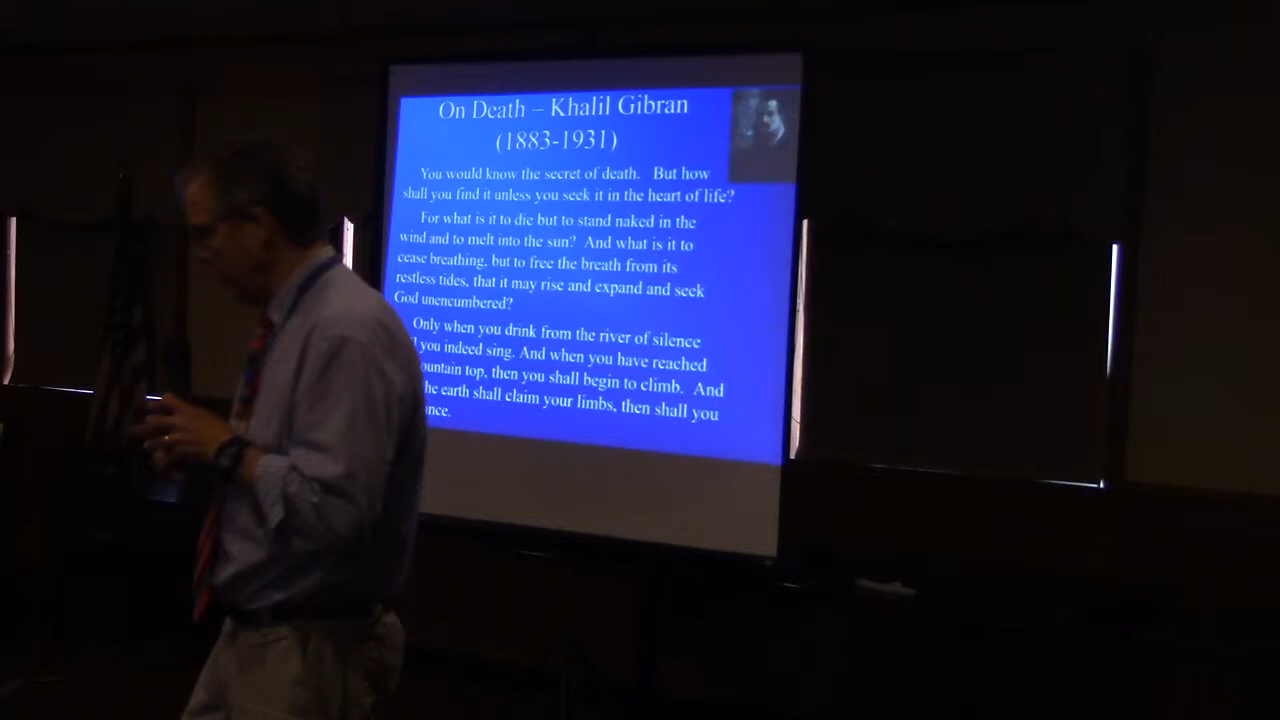 On Death – Khalil Gibran
(1883-1931)
You would know the secret of death. But how
shall you find it unless you seek it in the heart of life?
For what is it to die but to stand naked in the
wind and to melt into the sun? And what is it to
cease breathing, but to free the breath from its
restless tides, that it may rise and expand and seek
God unencumbered?
Only when you drink from the river of silence
you indeed sing. And when you have reached
top, then you shall begin to climb. And
earth shall claim your limbs, then shall you